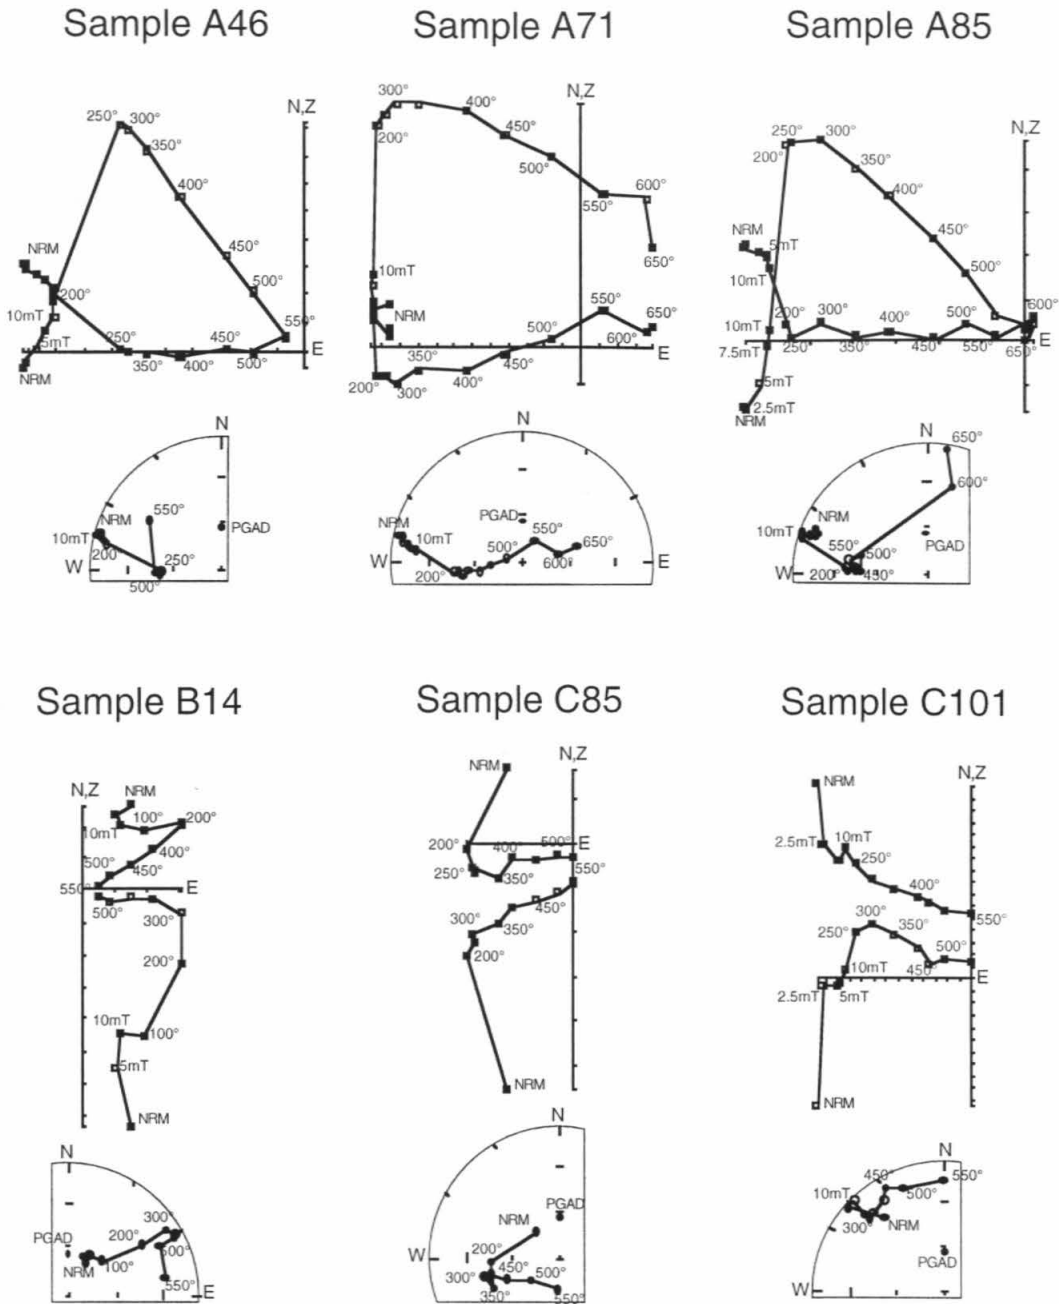 Sample A46
N,Z
250°
300°
350°
400°
NRM
450°
500°
200°
10mT
550°
5mT
250°
E
350°
400°
450°
500°
NRM
N
NRM
550°
10mT
PGAD
200
250°
W
500°
Sample A71
N,Z
300°
200°
400°
450°
500°
600°
550°
650°
10mT
NRM
550°
650°
500°
600°
E
350°
450°
200°
300°
400°
N
NRM
PGAD
10mT
550°
500°
650°
600°
W
200°
E
Sample A85
N,Z
250°
300°
200°
350°
400°
NRM
5mT
450°
10mT
500°
200°
300°
400°
500°
600°
10mT
7.5mT
E
250°
350°
450°
650°
5mT
2.5mT
NRM
N
650°
600°
NRM
10mT
PGAD
550°
500°
W
200°
450°
Sample B14
N,Z
NRM
100°
200°
10mT
400°
500°
450°
550°
E
500°
300°
200°
10mT
100°
5mT
NRM
N
300°
PGAD
200°
500°
NRM
100°
550°
E
Sample C85
N,Z
NRM
500°
E
200°
400°
250°
350°
550°
450°
300°
350°
200°
NRM
N
PGAD
NRM
200°
W
450°
500°
300°
350°
550°
Sample C101
N,Z
NRM
2.5mT
10mT
250°
400°
550°
300°
250°
350°
500°
10mT
450°
E
2.5mT
5mT
NRM
N
450°
550°
10mT
500°
300°
NRM
PGAD
W